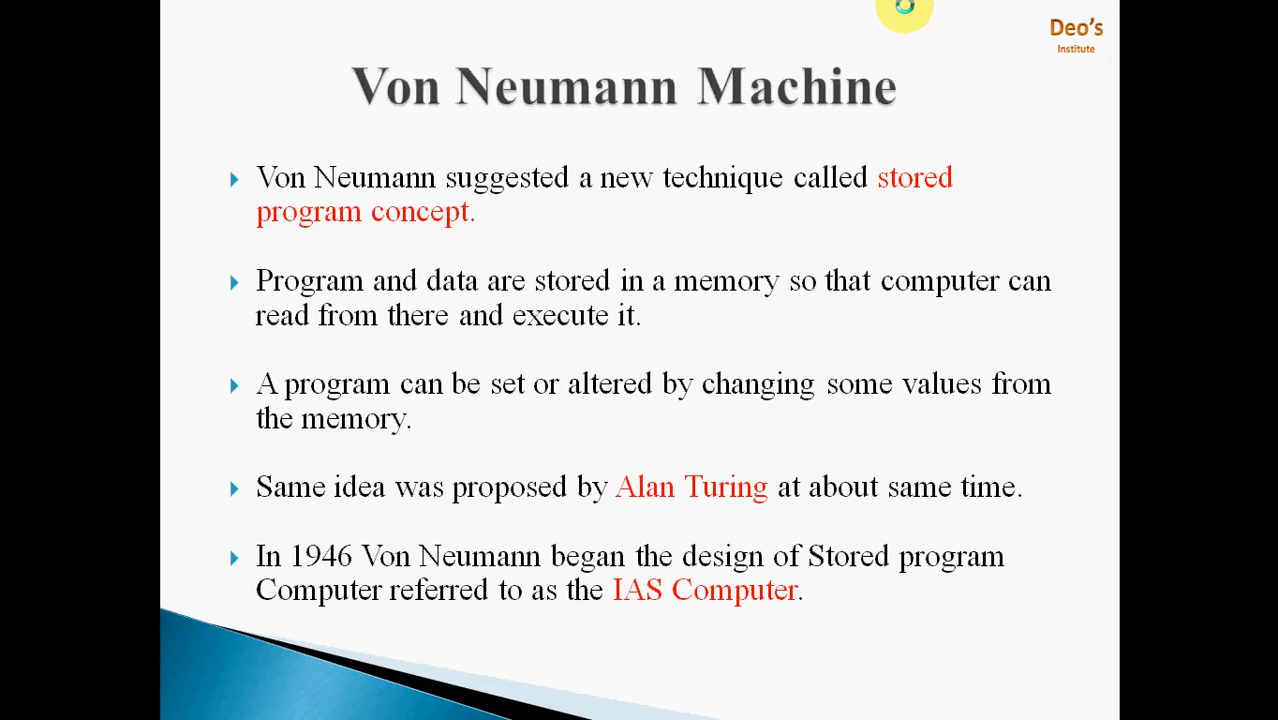 Deo's
Institute
Von Neumann Machine
Von Neumann suggested a new technique called stored
program concept.
Program and data are stored in a memory so that computer can
read from there and execute it.
A program can be set or altered by changing some values from
the memory.
Same idea was proposed by Alan Turing at about same time.
In 1946 Von Neumann began the design of Stored program
Computer referred to as the IAS Computer.